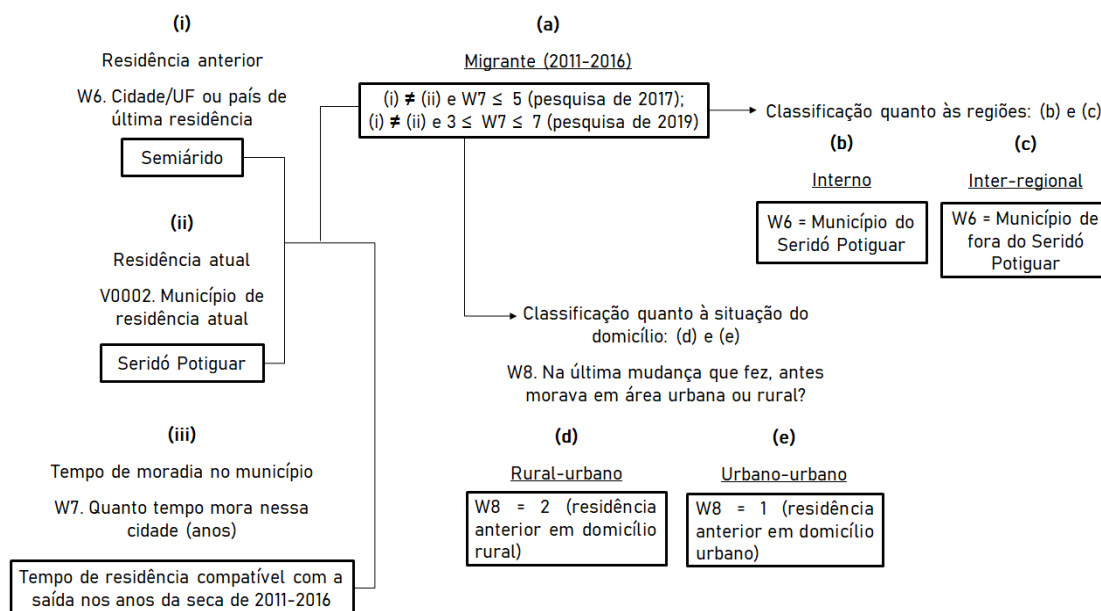 (i)
Residência anterior
W6. Cidade/UF ou país de
última residência
Semiárido
(ii)
Residência atual
V0002. Município de
residência atual
Seridó Potiguar
(iii)
Tempo de moradia no município
W7. Quanto tempo mora nessa
cidade (anos)
Tempo de residência compatível com a
saída nos anos da seca de 2011-2016
(a)
Migrante (2011-2016)
(i) ≠ (ii) e W7 ≤ 5 (pesquisa de 2017);
(i) ≠ (ii) e 3 ≤ W7 ≤ 7 (pesquisa de 2019)
Classificação quanto às regiões: (b) e (c)
(b)
Interno
W6 = Município do
Seridó Potiguar
(c)
Inter-regional
W6 = Município de
fora do Seridó
Potiguar
Classificação quanto à situação do
domicílio: (d) e (e)
W8. Na última mudança que fez, antes
morava em área urbana ou rural?
(d)
Rural-urbano
W8 = 2 (residência
anterior em domicílio
rural)
(e)
Urbano-urbano
W8 = 1 (residência
anterior em domicílio
urbano)